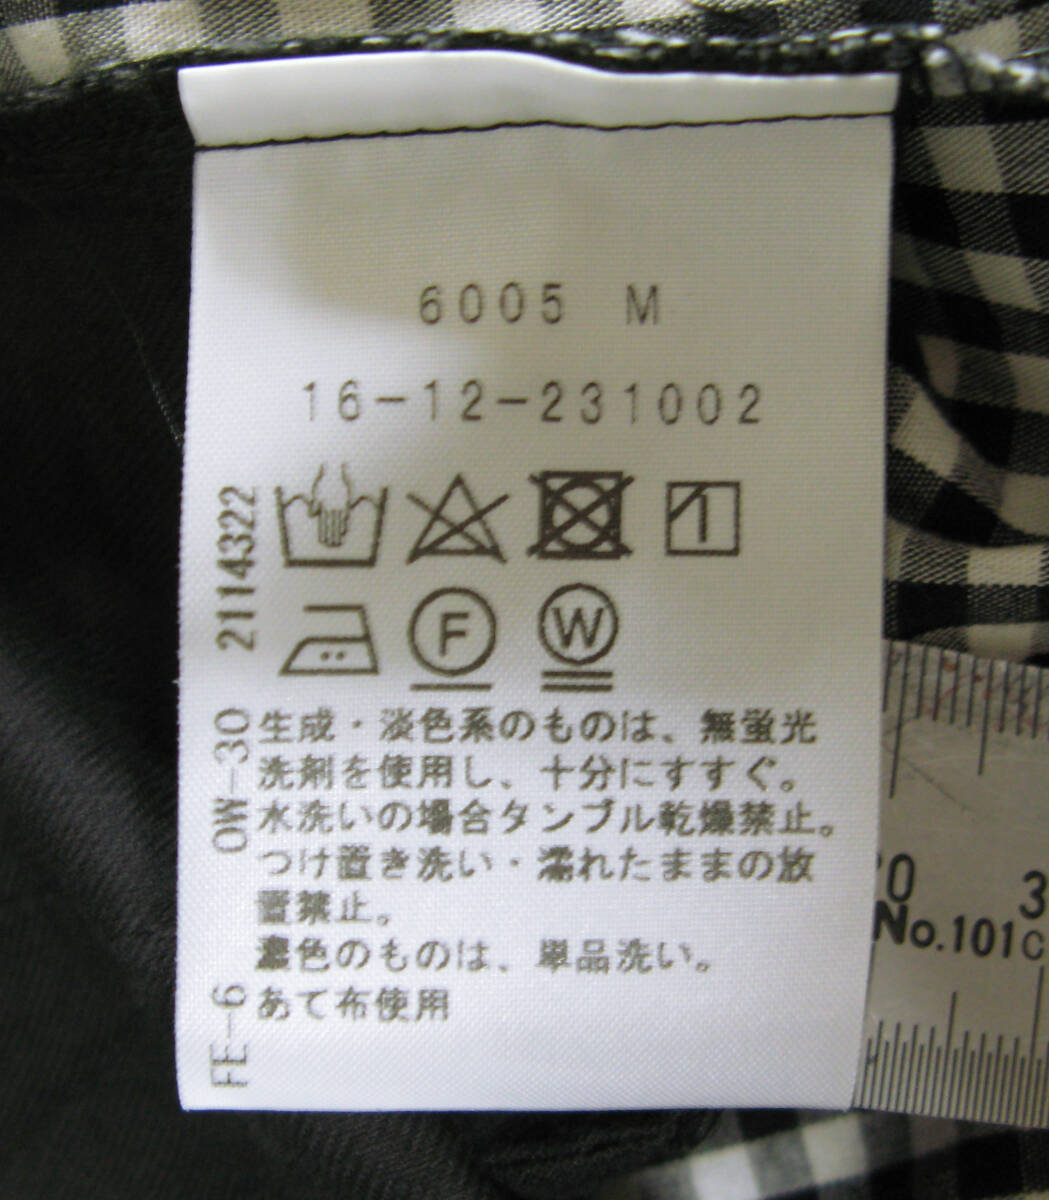 6005 M
16-12-231002
2114322
OW-30
FE-6
F
W
生成・淡色系のものは、無蛍光
洗剤を使用し、十分にすすぐ。
水洗いの場合タンブル乾燥禁止。
つけ置き洗い・濡れたままの放
置禁止。
濃色のものは、単品洗い。
あて布使用
0 3
No.101C